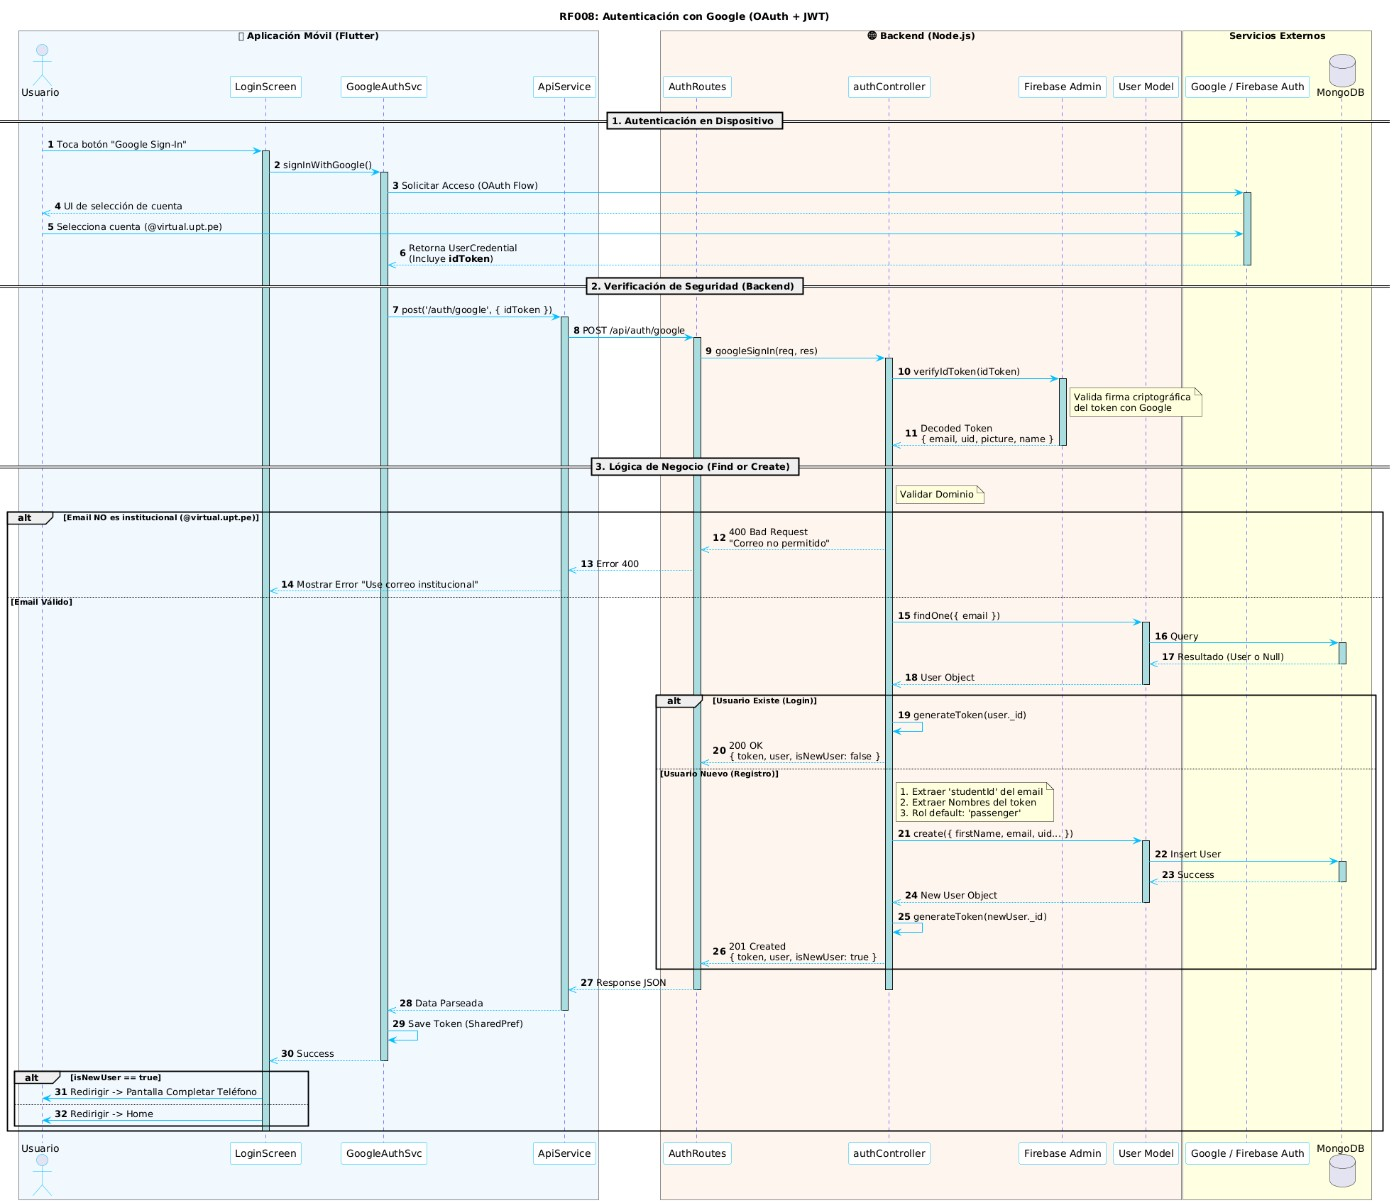 RF008: Autenticación con Google (OAuth + JWT)
Aplicación Móvil (Flutter)
Backend (Node.js)
Servicios Externos
Usuario
LoginScreen
GoogleAuthSvc
ApiService
AuthRoutes
authController
Firebase Admin
User Model
Google / Firebase Auth
MongoDB
1. Autenticación en Dispositivo
1 Toca botón "Google Sign-In"
2 signInWithGoogle()
3 Solicitar Acceso (OAuth Flow)
4 UI de selección de cuenta
5 Selecciona cuenta (@virtual.upt.pe)
6 Retorna UserCredential
(Incluye idToken)
2. Verificación de Seguridad (Backend)
7 post('/auth/google', { idToken })
8 POST /api/auth/google
9 googleSignIn(req, res)
10 verifyIdToken(idToken)
Valida firma criptográfica
del token con Google
11 Decoded Token
{ email, uid, picture, name }
3. Lógica de Negocio (Find or Create)
Validar Dominio
alt [Email NO es institucional (@virtual.upt.pe)]
12 400 Bad Request
"Correo no permitido"
13 Error 400
14 Mostrar Error "Use correo institucional"
[Email Válido]
15 findOne({ email })
16 Query
17 Resultado (User o Null)
18 User Object
alt [Usuario Existe (Login)]
19 generateToken(user._id)
20 200 OK
{ token, user, isNewUser: false }
[Usuario Nuevo (Registro)]
1. Extraer 'studentId' del email
2. Extraer Nombres del token
3. Rol default: 'passenger'
21 create({ firstName, email, uid... })
22 Insert User
23 Success
24 New User Object
25 generateToken(newUser._id)
26 201 Created
{ token, user, isNewUser: true }
27 Response JSON
28 Data Parseada
29 Save Token (SharedPref)
30 Success
alt [isNewUser == true]
31 Redirigir -> Pantalla Completar Teléfono
32 Redirigir -> Home
Usuario
LoginScreen
GoogleAuthSvc
ApiService
AuthRoutes
authController
Firebase Admin
User Model
Google / Firebase Auth
MongoDB